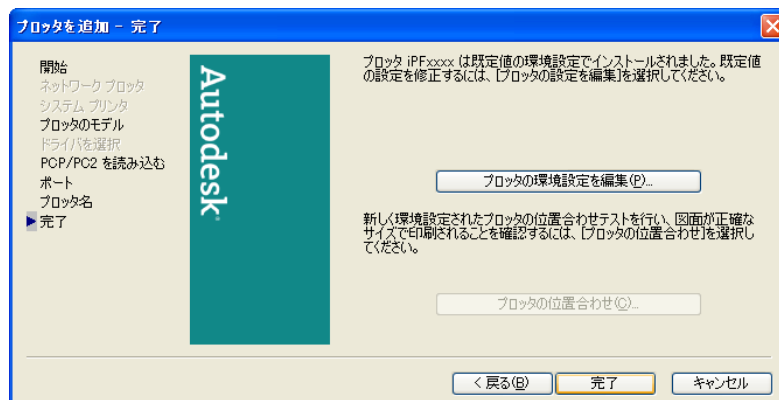 プロッタを追加 - 完了
開始
ネットワーク プロッタ
システム プリンタ
プロッタのモデル
ドライバを選択
PCP/PC2 を読み込む
ポート
プロッタ名
完了
Autodesk
プロッタ iPFxxxx は既定値の環境設定でインストールされました。既定値
の設定を修正するには、[プロッタの設定を編集]を選択してください。
プロッタの環境設定を編集(P)...
新しく環境設定されたプロッタの位置合わせテストを行い、図面が正確な
サイズで印刷されることを確認するには、[プロッタの位置合わせ]を選択し
てください。
プロッタの位置合わせ(C)...
< 戻る(B)
完了
キャンセル